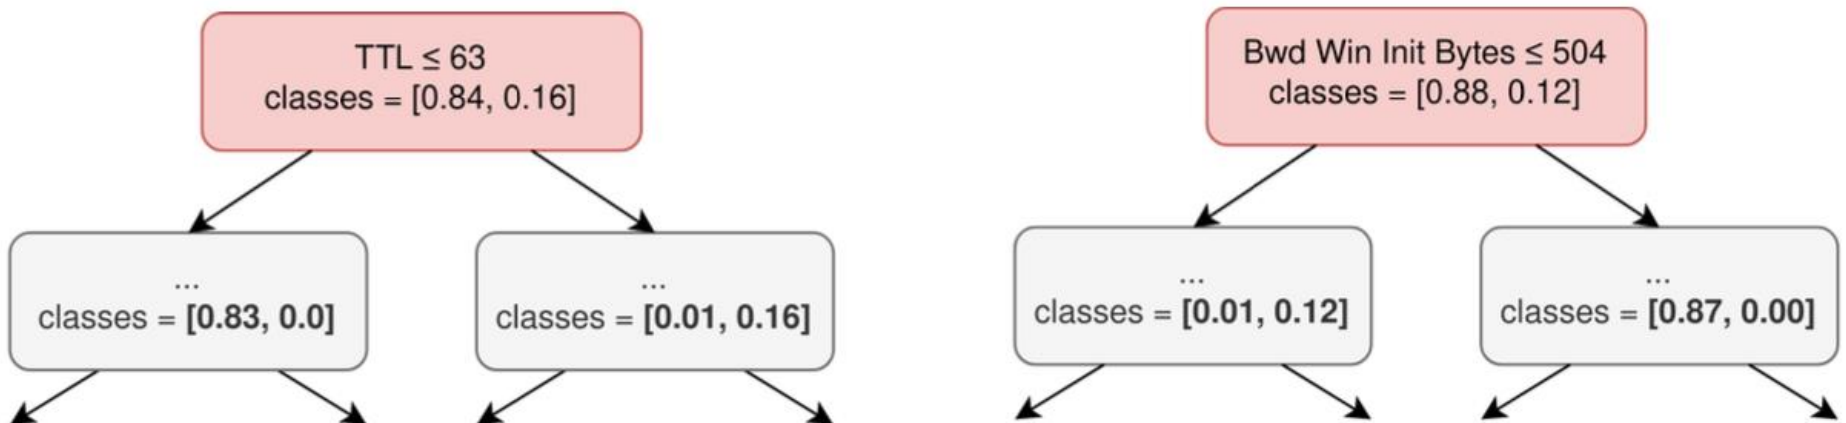 TTL ≤ 63
classes = [0.84, 0.16]
...
classes = [0.83, 0.0]
...
classes = [0.01, 0.16]
Bwd Win Init Bytes ≤ 504
classes = [0.88, 0.12]
...
classes = [0.01, 0.12]
...
classes = [0.87, 0.00]